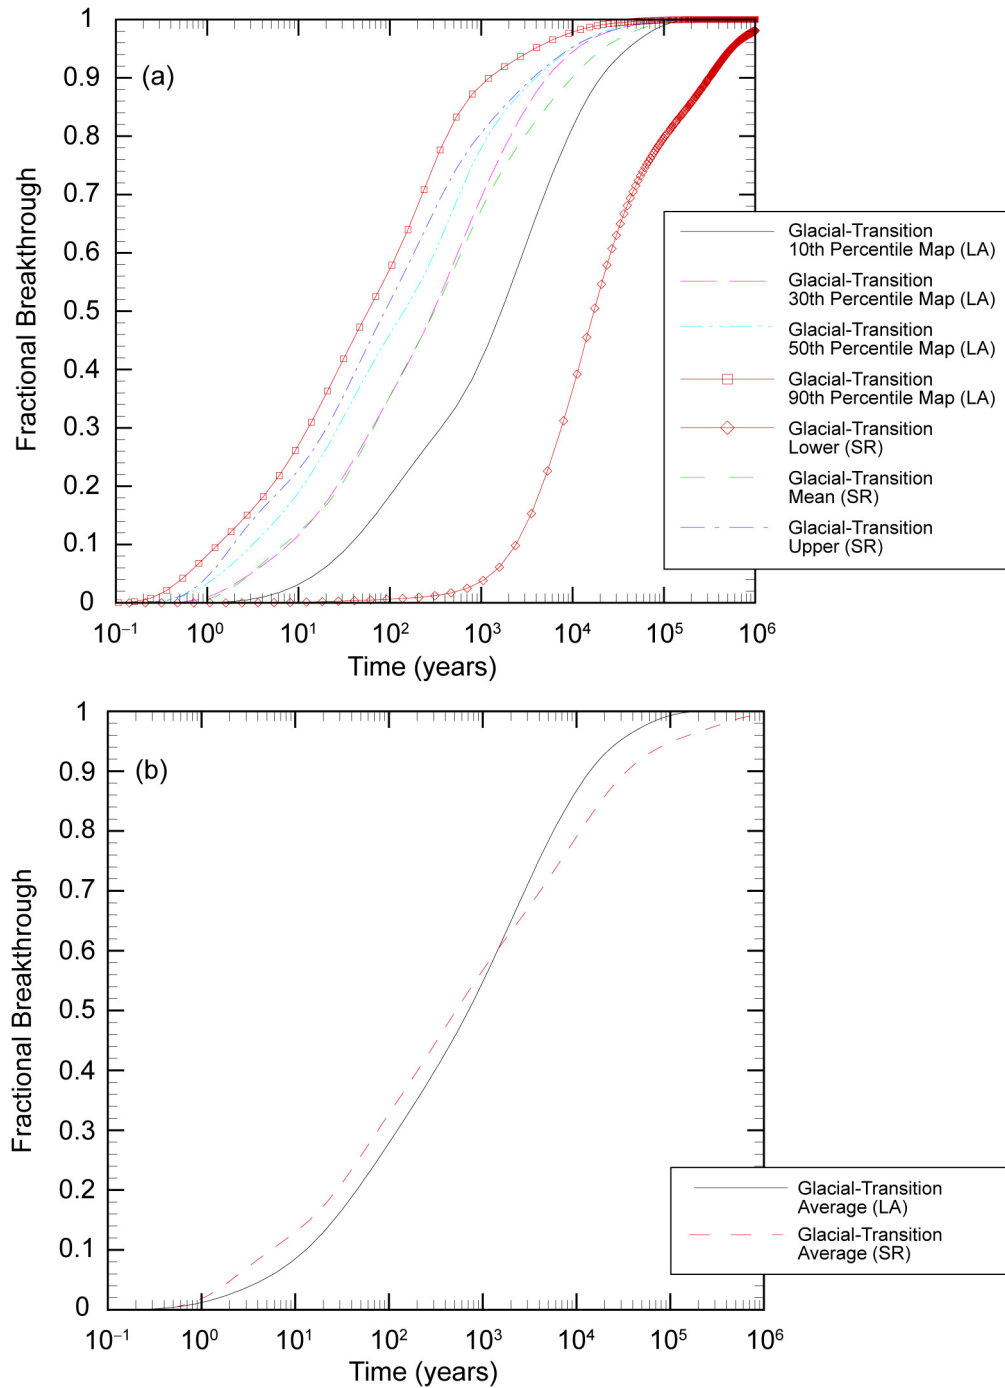 1
0.9
0.8
0.7
0.6
0.5
0.4
0.3
0.2
0.1
0
(a)
Fractional Breakthrough
10⁻¹ 10⁰ 10¹ 10² 10³ 10⁴ 10⁵ 10⁶
Time (years)
Glacial-Transition
10th Percentile Map (LA)
Glacial-Transition
30th Percentile Map (LA)
Glacial-Transition
50th Percentile Map (LA)
Glacial-Transition
90th Percentile Map (LA)
Glacial-Transition
Lower (SR)
Glacial-Transition
Mean (SR)
Glacial-Transition
Upper (SR)
1
0.9
0.8
0.7
0.6
0.5
0.4
0.3
0.2
0.1
0
(b)
Fractional Breakthrough
10⁻¹ 10⁰ 10¹ 10² 10³ 10⁴ 10⁵ 10⁶
Time (years)
Glacial-Transition
Average (LA)
Glacial-Transition
Average (SR)